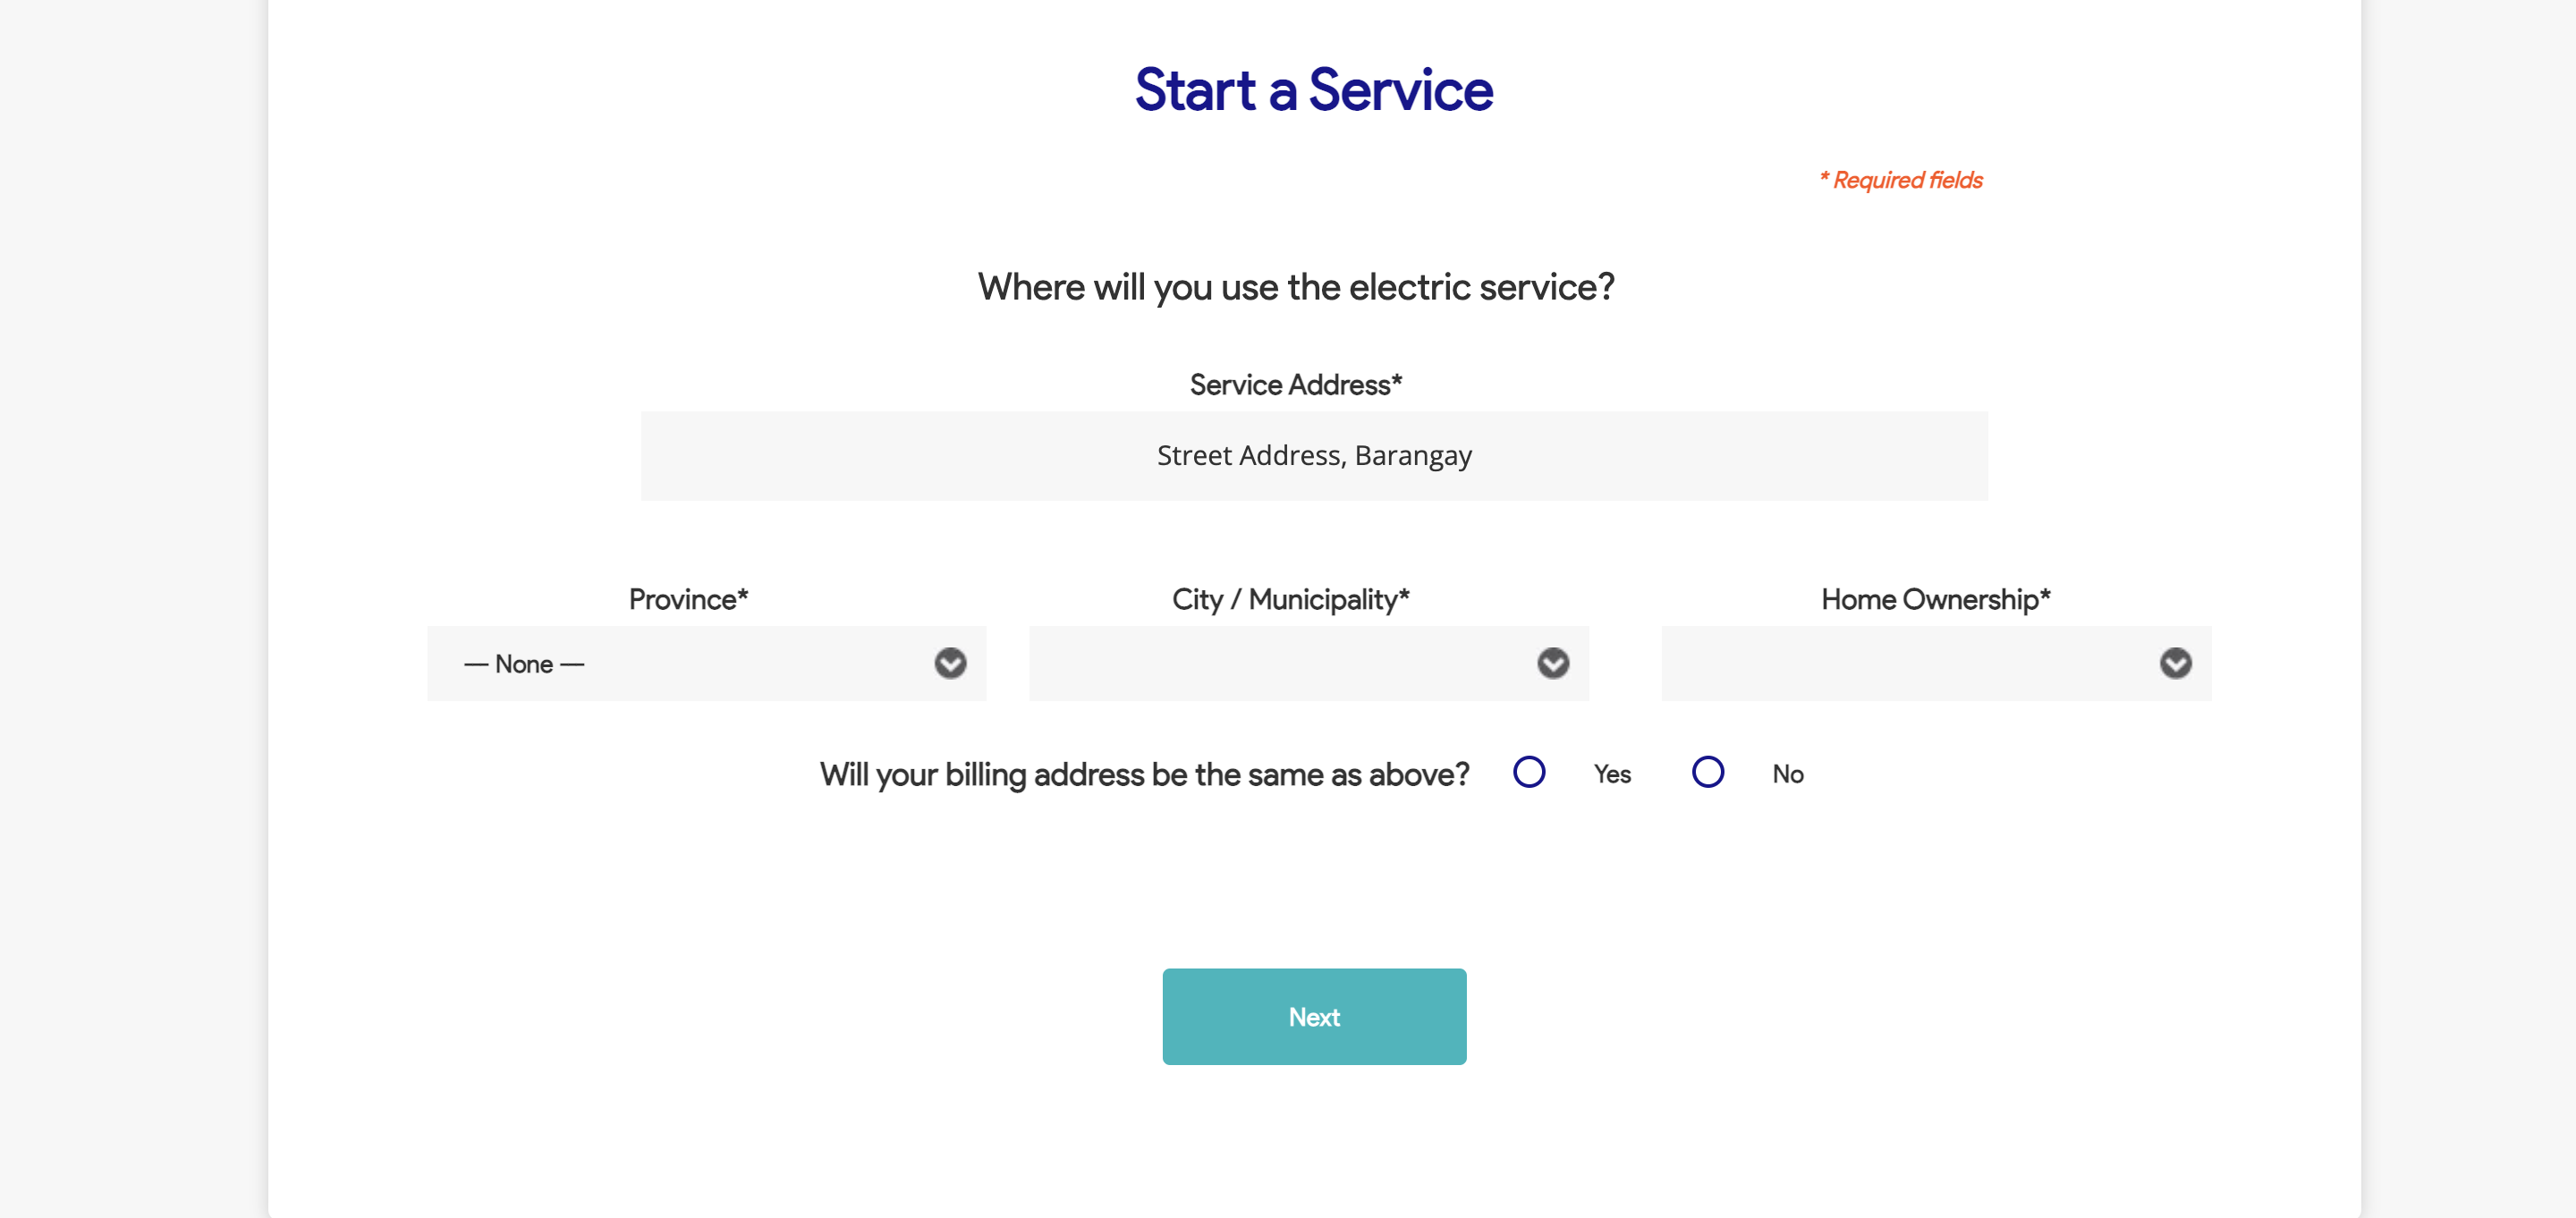 Start a Service
* Required fields
Where will you use the electric service?
Service Address*
Street Address, Barangay
Province* City / Municipality* Home Ownership*
— None —
Will your billing address be the same as above? Yes No
Next